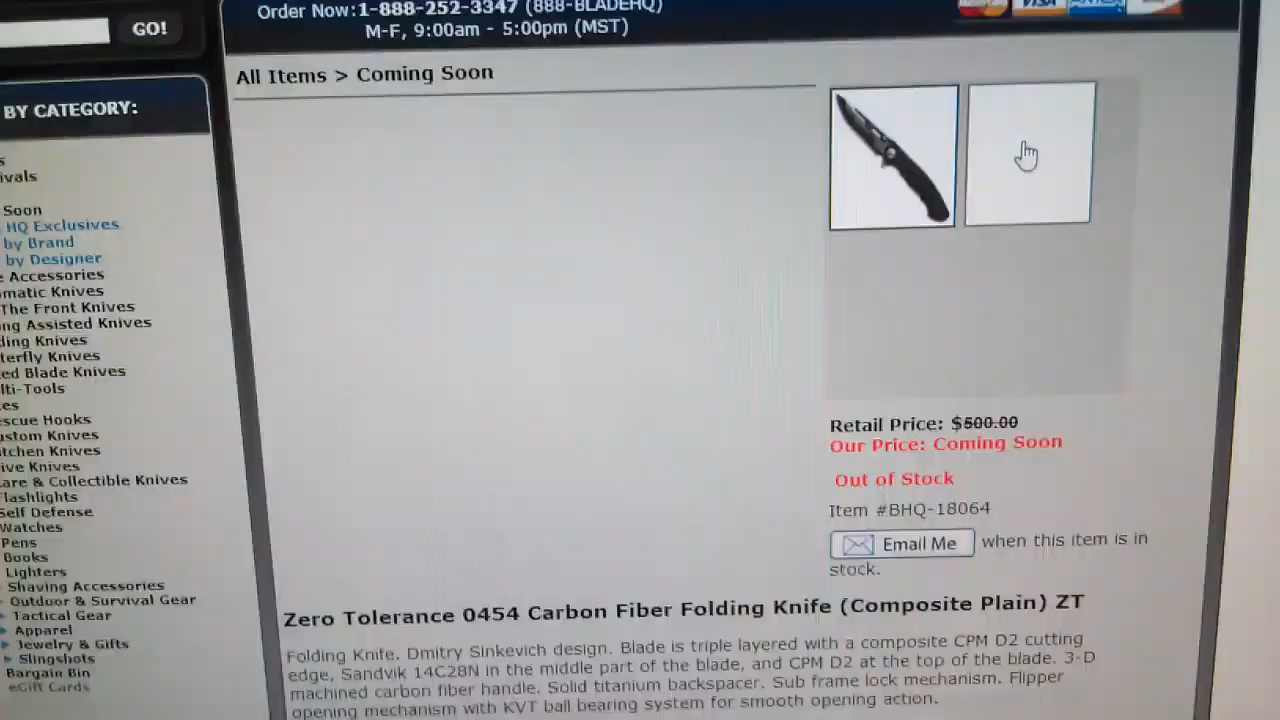 Order Now:1-888-252-3347 (888-BLADEHQ)
M-F, 9:00am - 5:00pm (MST)
VISA
GO!
BY CATEGORY:
All Items > Coming Soon
s
ivals
Soon
HQ Exclusives
by Brand
by Designer
e Accessories
omatic Knives
The Front Knives
ng Assisted Knives
ding Knives
terfly Knives
ed Blade Knives
lti-Tools
es
escue Hooks
ustom Knives
itchen Knives
ive Knives
are & Collectible Knives
Flashlights
Self Defense
Watches
Pens
Books
Lighters
Shaving Accessories
Outdoor & Survival Gear
Tactical Gear
Apparel
Jewelry & Gifts
Slingshots
Bargain Bin
eGift Cards
Retail Price: $500.00
Our Price: Coming Soon
Out of Stock
Item #BHQ-18064
Email Me when this item is in
stock.
Zero Tolerance 0454 Carbon Fiber Folding Knife (Composite Plain) ZT
Folding Knife. Dmitry Sinkevich design. Blade is triple layered with a composite CPM D2 cutting
edge, Sandvik 14C28N in the middle part of the blade, and CPM D2 at the top of the blade. 3-D
machined carbon fiber handle. Solid titanium backspacer. Sub frame lock mechanism. Flipper
opening mechanism with KVT ball bearing system for smooth opening action.